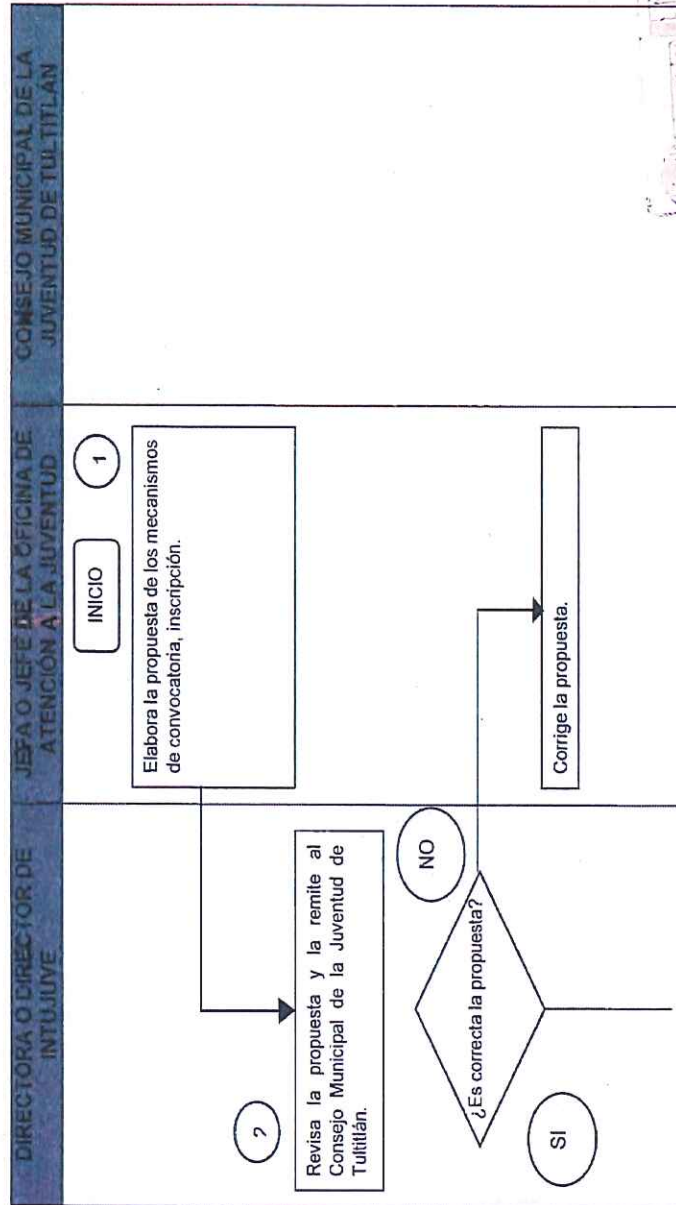 DIRECTORA O DIRECTOR DE
INTUJUVE
JEFA O JEFE DE LA OFICINA DE
ATENCIÓN A LA JUVENTUD
CONSEJO MUNICIPAL DE LA
JUVENTUD DE TULTITLÁN
INICIO
1
Elabora la propuesta de los mecanismos
de convocatoria, inscripción.
2
Revisa la propuesta y la remite al
Consejo Municipal de la Juventud de
Tultitlán.
¿Es correcta la propuesta?
NO
SI
Corrige la propuesta.